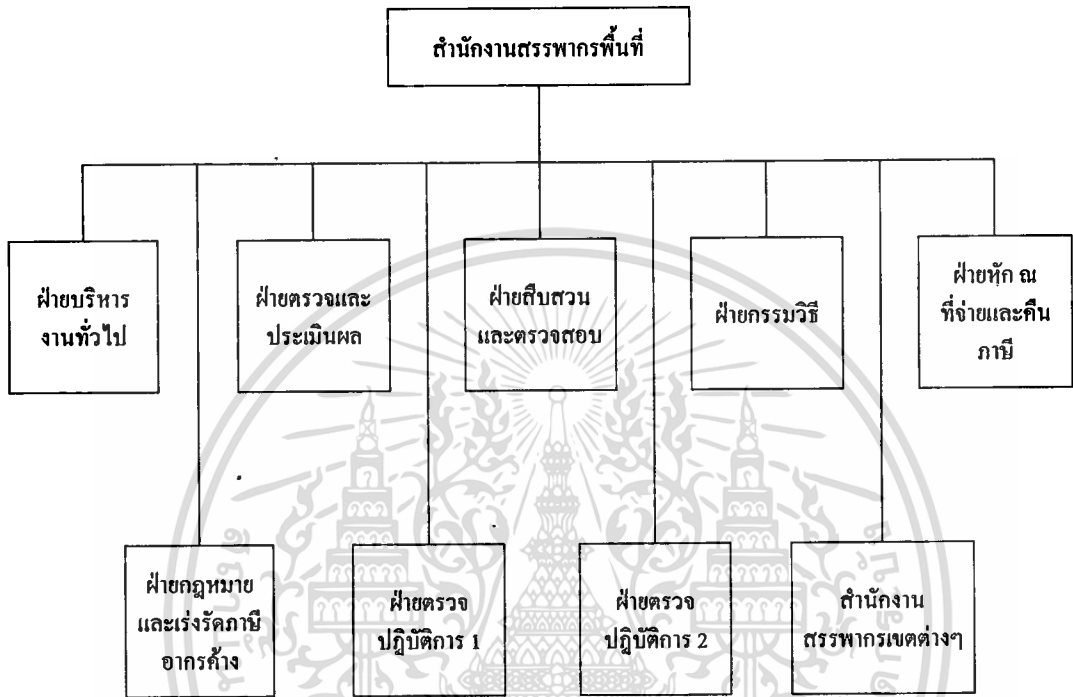 สำนักงานสรรพากรพื้นที่
ฝ่ายบริหาร
งานทั่วไป
ฝ่ายตรวจและ
ประเมินผล
ฝ่ายสืบสวน
และตรวจสอบ
ฝ่ายกรรมวิธี
ฝ่ายหัก ณ
ที่จ่ายและคืน
ภาษี
ฝ่ายกฎหมาย
และเร่งรัดภาษี
อากรค้าง
ฝ่ายตรวจ
ปฏิบัติการ 1
ฝ่ายตรวจ
ปฏิบัติการ 2
สำนักงาน
สรรพากรเขตต่างๆ